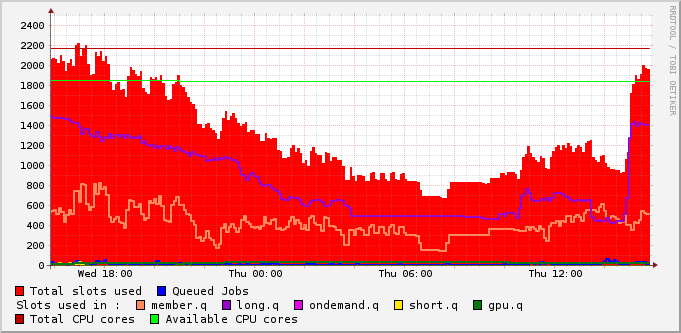 RRDTOOL / TOBI OETIKER
2400
2200
2000
1800
1600
1400
1200
1000
800
600
400
200
0
Wed 18:00 Thu 00:00 Thu 06:00 Thu 12:00
Total slots used Queued Jobs
Slots used in : member.q long.q ondemand.q short.q gpu.q
Total CPU cores Available CPU cores